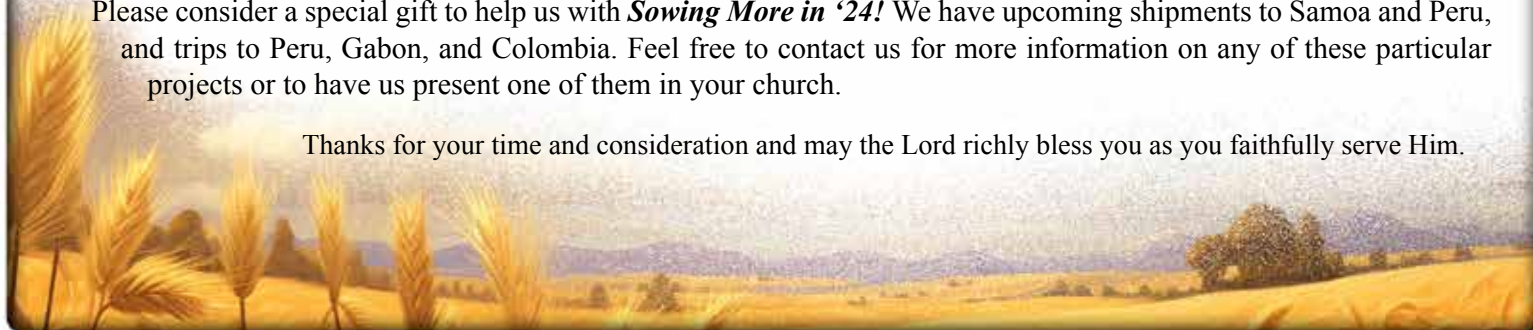 Please consider a special gift to help us with Sowing More in ‘24! We have upcoming shipments to Samoa and Peru,
and trips to Peru, Gabon, and Colombia. Feel free to contact us for more information on any of these particular
projects or to have us present one of them in your church.
Thanks for your time and consideration and may the Lord richly bless you as you faithfully serve Him.